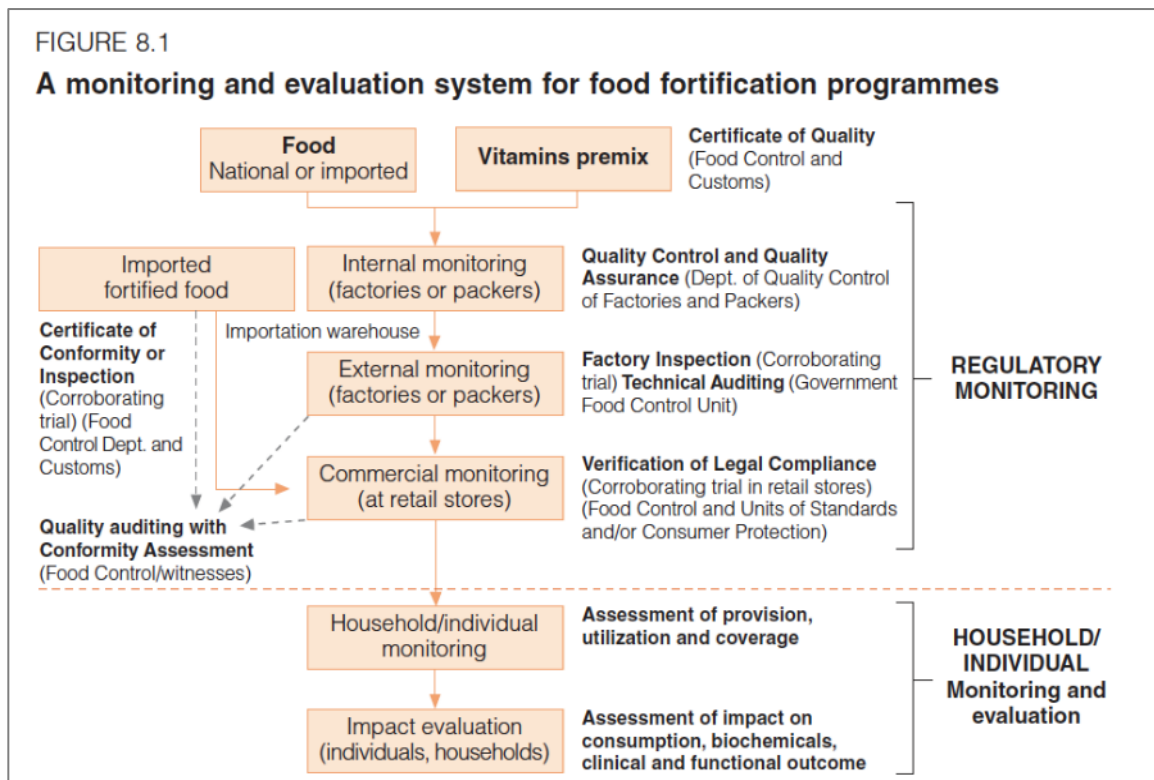 FIGURE 8.1
A monitoring and evaluation system for food fortification programmes
Food
National or imported
Vitamins premix
Certificate of Quality
(Food Control and
Customs)
Imported
fortified food
Internal monitoring
(factories or packers)
Quality Control and Quality
Assurance (Dept. of Quality Control
of Factories and Packers)
Certificate of
Conformity or
Inspection
(Corroborating
trial) (Food
Control Dept. and
Customs)
Importation warehouse
External monitoring
(factories or packers)
Factory Inspection (Corroborating
trial) Technical Auditing (Government
Food Control Unit)
REGULATORY
MONITORING
Commercial monitoring
(at retail stores)
Verification of Legal Compliance
(Corroborating trial in retail stores)
(Food Control and Units of Standards
and/or Consumer Protection)
Quality auditing with
Conformity Assessment
(Food Control/witnesses)
Household/individual
monitoring
Assessment of provision,
utilization and coverage
HOUSEHOLD/
INDIVIDUAL
Monitoring and
evaluation
Impact evaluation
(individuals, households)
Assessment of impact on
consumption, biochemicals,
clinical and functional outcome